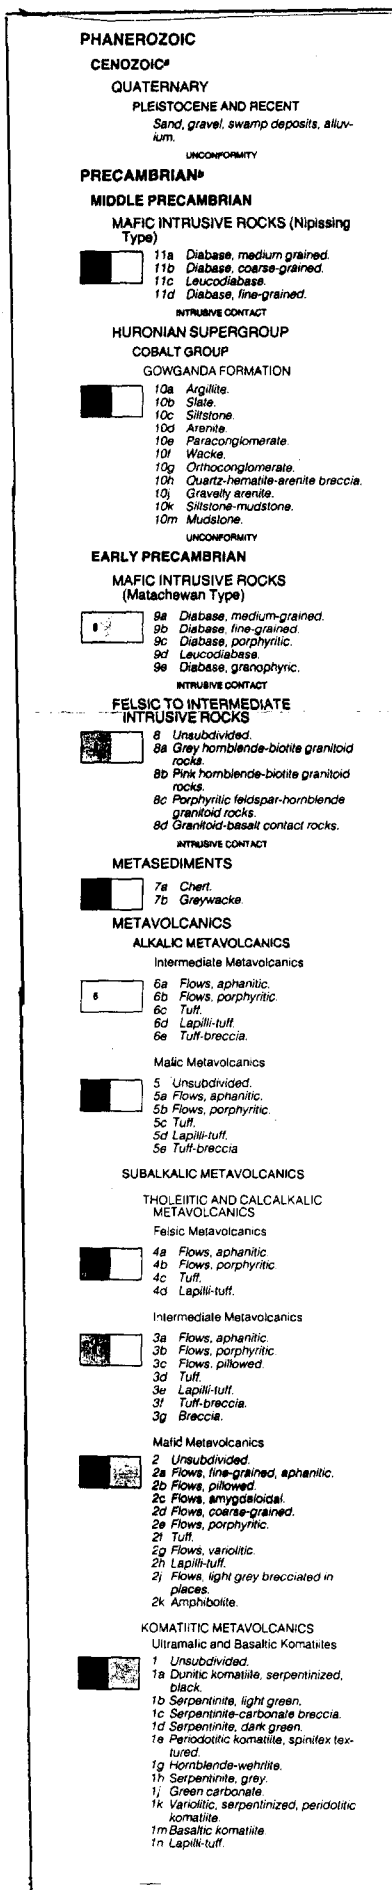 PHANEROZOIC
CENOZOICa
QUATERNARY
PLEISTOCENE AND RECENT
Sand, gravel, swamp deposits, alluv-
ium.
UNCONFORMITY
PRECAMBRIANb
MIDDLE PRECAMBRIAN
MAFIC INTRUSIVE ROCKS (Nipissing
Type)
11a Diabase, medium grained.
11b Diabase, coarse-grained.
11c Leucodiabase.
11d Diabase, fine-grained.
INTRUSIVE CONTACT
HURONIAN SUPERGROUP
COBALT GROUP
GOWGANDA FORMATION
10a Argillite.
10b Slate.
10c Siltstone.
10d Arenite.
10e Paraconglomerate.
10f Wacke.
10g Orthoconglomerate.
10h Quartz-hematite-arenite breccia.
10j Gravelly arenite.
10k Siltstone-mudstone.
10m Mudstone.
UNCONFORMITY
EARLY PRECAMBRIAN
MAFIC INTRUSIVE ROCKS
(Matachewan Type)
9a Diabase, medium-grained.
9b Diabase, fine-grained.
9c Diabase, porphyritic.
9d Leucodiabase.
9e Diabase, granophyric.
INTRUSIVE CONTACT
FELSIC TO INTERMEDIATE
INTRUSIVE ROCKS
8 Unsubdivided.
8a Grey hornblende-biotite granitoid
rocks.
8b Pink hornblende-biotite granitoid
rocks.
8c Porphyritic feldspar-hornblende
granitoid rocks.
8d Granitoid-basalt contact rocks.
INTRUSIVE CONTACT
METASEDIMENTS
7a Chert.
7b Greywacke.
METAVOLCANICS
ALKALIC METAVOLCANICS
Intermediate Metavolcanics
6
6a Flows, aphanitic.
6b Flows, porphyritic.
6c Tuff.
6d Lapilli-tuff.
6e Tuff-breccia.
Mafic Metavolcanics
5 Unsubdivided.
5a Flows, aphanitic.
5b Flows, porphyritic.
5c Tuff.
5d Lapilli-tuff.
5e Tuff-breccia
SUBALKALIC METAVOLCANICS
THOLEIITIC AND CALCALKALIC
METAVOLCANICS
Felsic Metavolcanics
4a Flows, aphanitic.
4b Flows, porphyritic.
4c Tuff.
4d Lapilli-tuff.
Intermediate Metavolcanics
3a Flows, aphanitic.
3b Flows, porphyritic.
3c Flows, pillowed.
3d Tuff.
3e Lapilli-tuff.
3f Tuff-breccia.
3g Breccia.
Mafid Metavolcanics
2 Unsubdivided.
2a Flows, fine-grained, aphanitic.
2b Flows, pillowed.
2c Flows, amygdaloidal.
2d Flows, coarse-grained.
2e Flows, porphyritic.
2f Tuff.
2g Flows, variolitic.
2h Lapilli-tuff.
2j Flows, light grey brecciated in
places.
2k Amphibolite.
KOMATIITIC METAVOLCANICS
Ultramafic and Basaltic Komatiites
1 Unsubdivided.
1a Dunitic komatiite, serpentinized,
black.
1b Serpentinite, light green.
1c Serpentinite-carbonate breccia.
1d Serpentinite, dark green.
1e Periodotitic komatiite, spinifex tex-
tured.
1g Hornblende-wehrlite.
1h Serpentinite, grey.
1j Green carbonate.
1k Variolitic, serpentinized, peridotitic
komatiite.
1m Basaltic komatiite.
1n Lapilli-tuff.